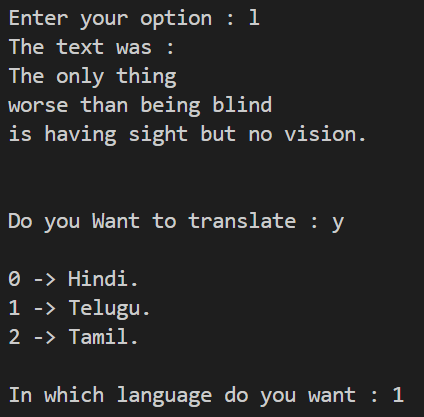 Enter your option : l
The text was :
The only thing
worse than being blind
is having sight but no vision.
Do you Want to translate : y
0 -> Hindi.
1 -> Telugu.
2 -> Tamil.
In which language do you want : 1